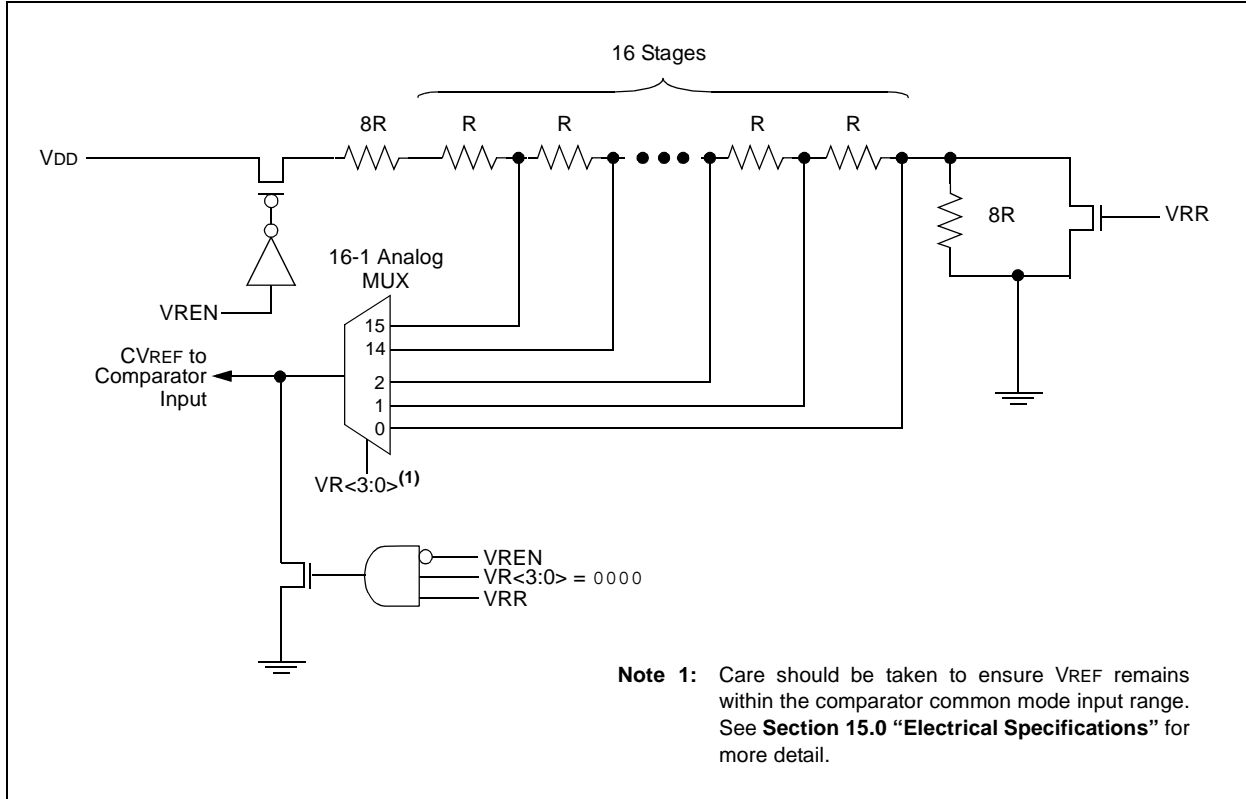 16 Stages
8R R R R R
VDD
8R
VRR
16-1 Analog
MUX
VREN
15
14
CVREF to
Comparator
Input
2
1
0
VR<3:0>(1)
VREN
VR<3:0> = 0000
VRR
Note 1: Care should be taken to ensure VREF remains
within the comparator common mode input range.
See Section 15.0 “Electrical Specifications” for
more detail.